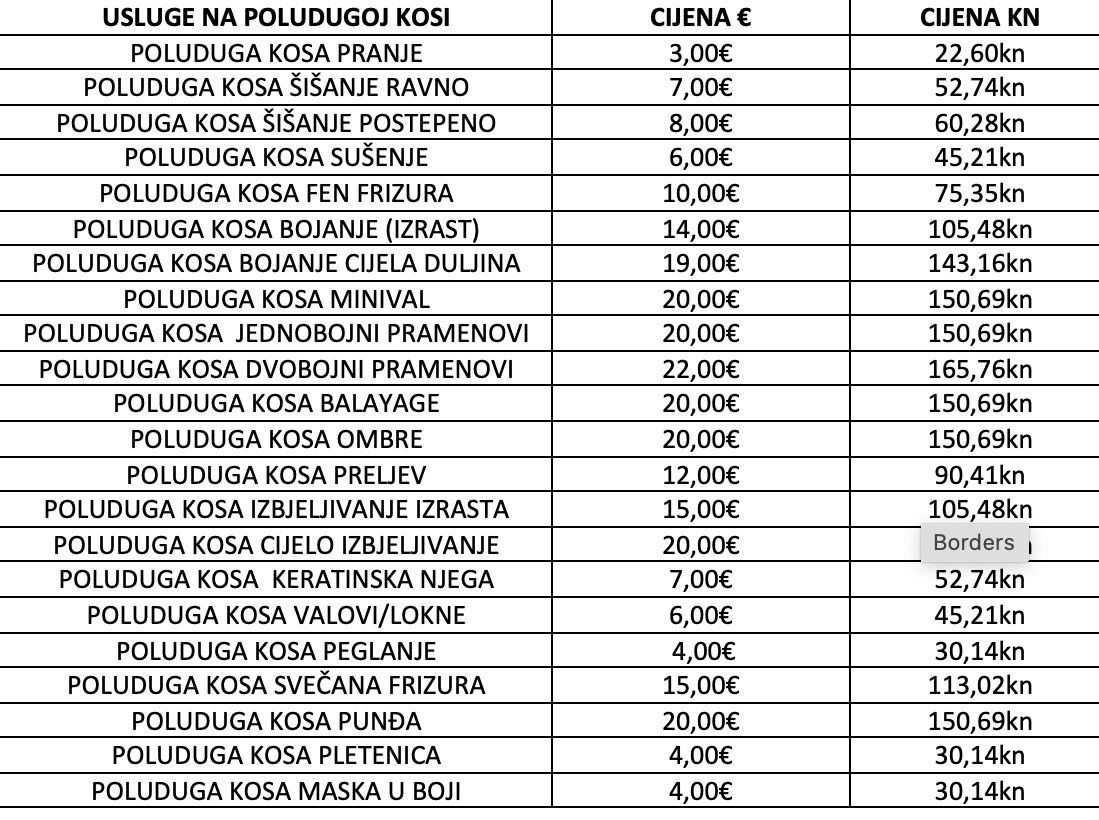 USLUGE NA POLUDUGOJ KOSI CIJENA € CIJENA KN
POLUDUGA KOSA PRANJE 3,00€ 22,60kn
POLUDUGA KOSA ŠIŠANJE RAVNO 7,00€ 52,74kn
POLUDUGA KOSA ŠIŠANJE POSTEPENO 8,00€ 60,28kn
POLUDUGA KOSA SUŠENJE 6,00€ 45,21kn
POLUDUGA KOSA FEN FRIZURA 10,00€ 75,35kn
POLUDUGA KOSA BOJANJE (IZRAST) 14,00€ 105,48kn
POLUDUGA KOSA BOJANJE CIJELA DULJINA 19,00€ 143,16kn
POLUDUGA KOSA MINIVAL 20,00€ 150,69kn
POLUDUGA KOSA  JEDNOBOJNI PRAMENOVI 20,00€ 150,69kn
POLUDUGA KOSA DVOBOJNI PRAMENOVI 22,00€ 165,76kn
POLUDUGA KOSA BALAYAGE 20,00€ 150,69kn
POLUDUGA KOSA OMBRE 20,00€ 150,69kn
POLUDUGA KOSA PRELJEV 12,00€ 90,41kn
POLUDUGA KOSA IZBJELJIVANJE IZRASTA 15,00€ 105,48kn
POLUDUGA KOSA CIJELO IZBJELJIVANJE 20,00€ Borders
POLUDUGA KOSA  KERATINSKA NJEGA 7,00€ 52,74kn
POLUDUGA KOSA VALOVI/LOKNE 6,00€ 45,21kn
POLUDUGA KOSA PEGLANJE 4,00€ 30,14kn
POLUDUGA KOSA SVEČANA FRIZURA 15,00€ 113,02kn
POLUDUGA KOSA PUNĐA 20,00€ 150,69kn
POLUDUGA KOSA PLETENICA 4,00€ 30,14kn
POLUDUGA KOSA MASKA U BOJI 4,00€ 30,14kn